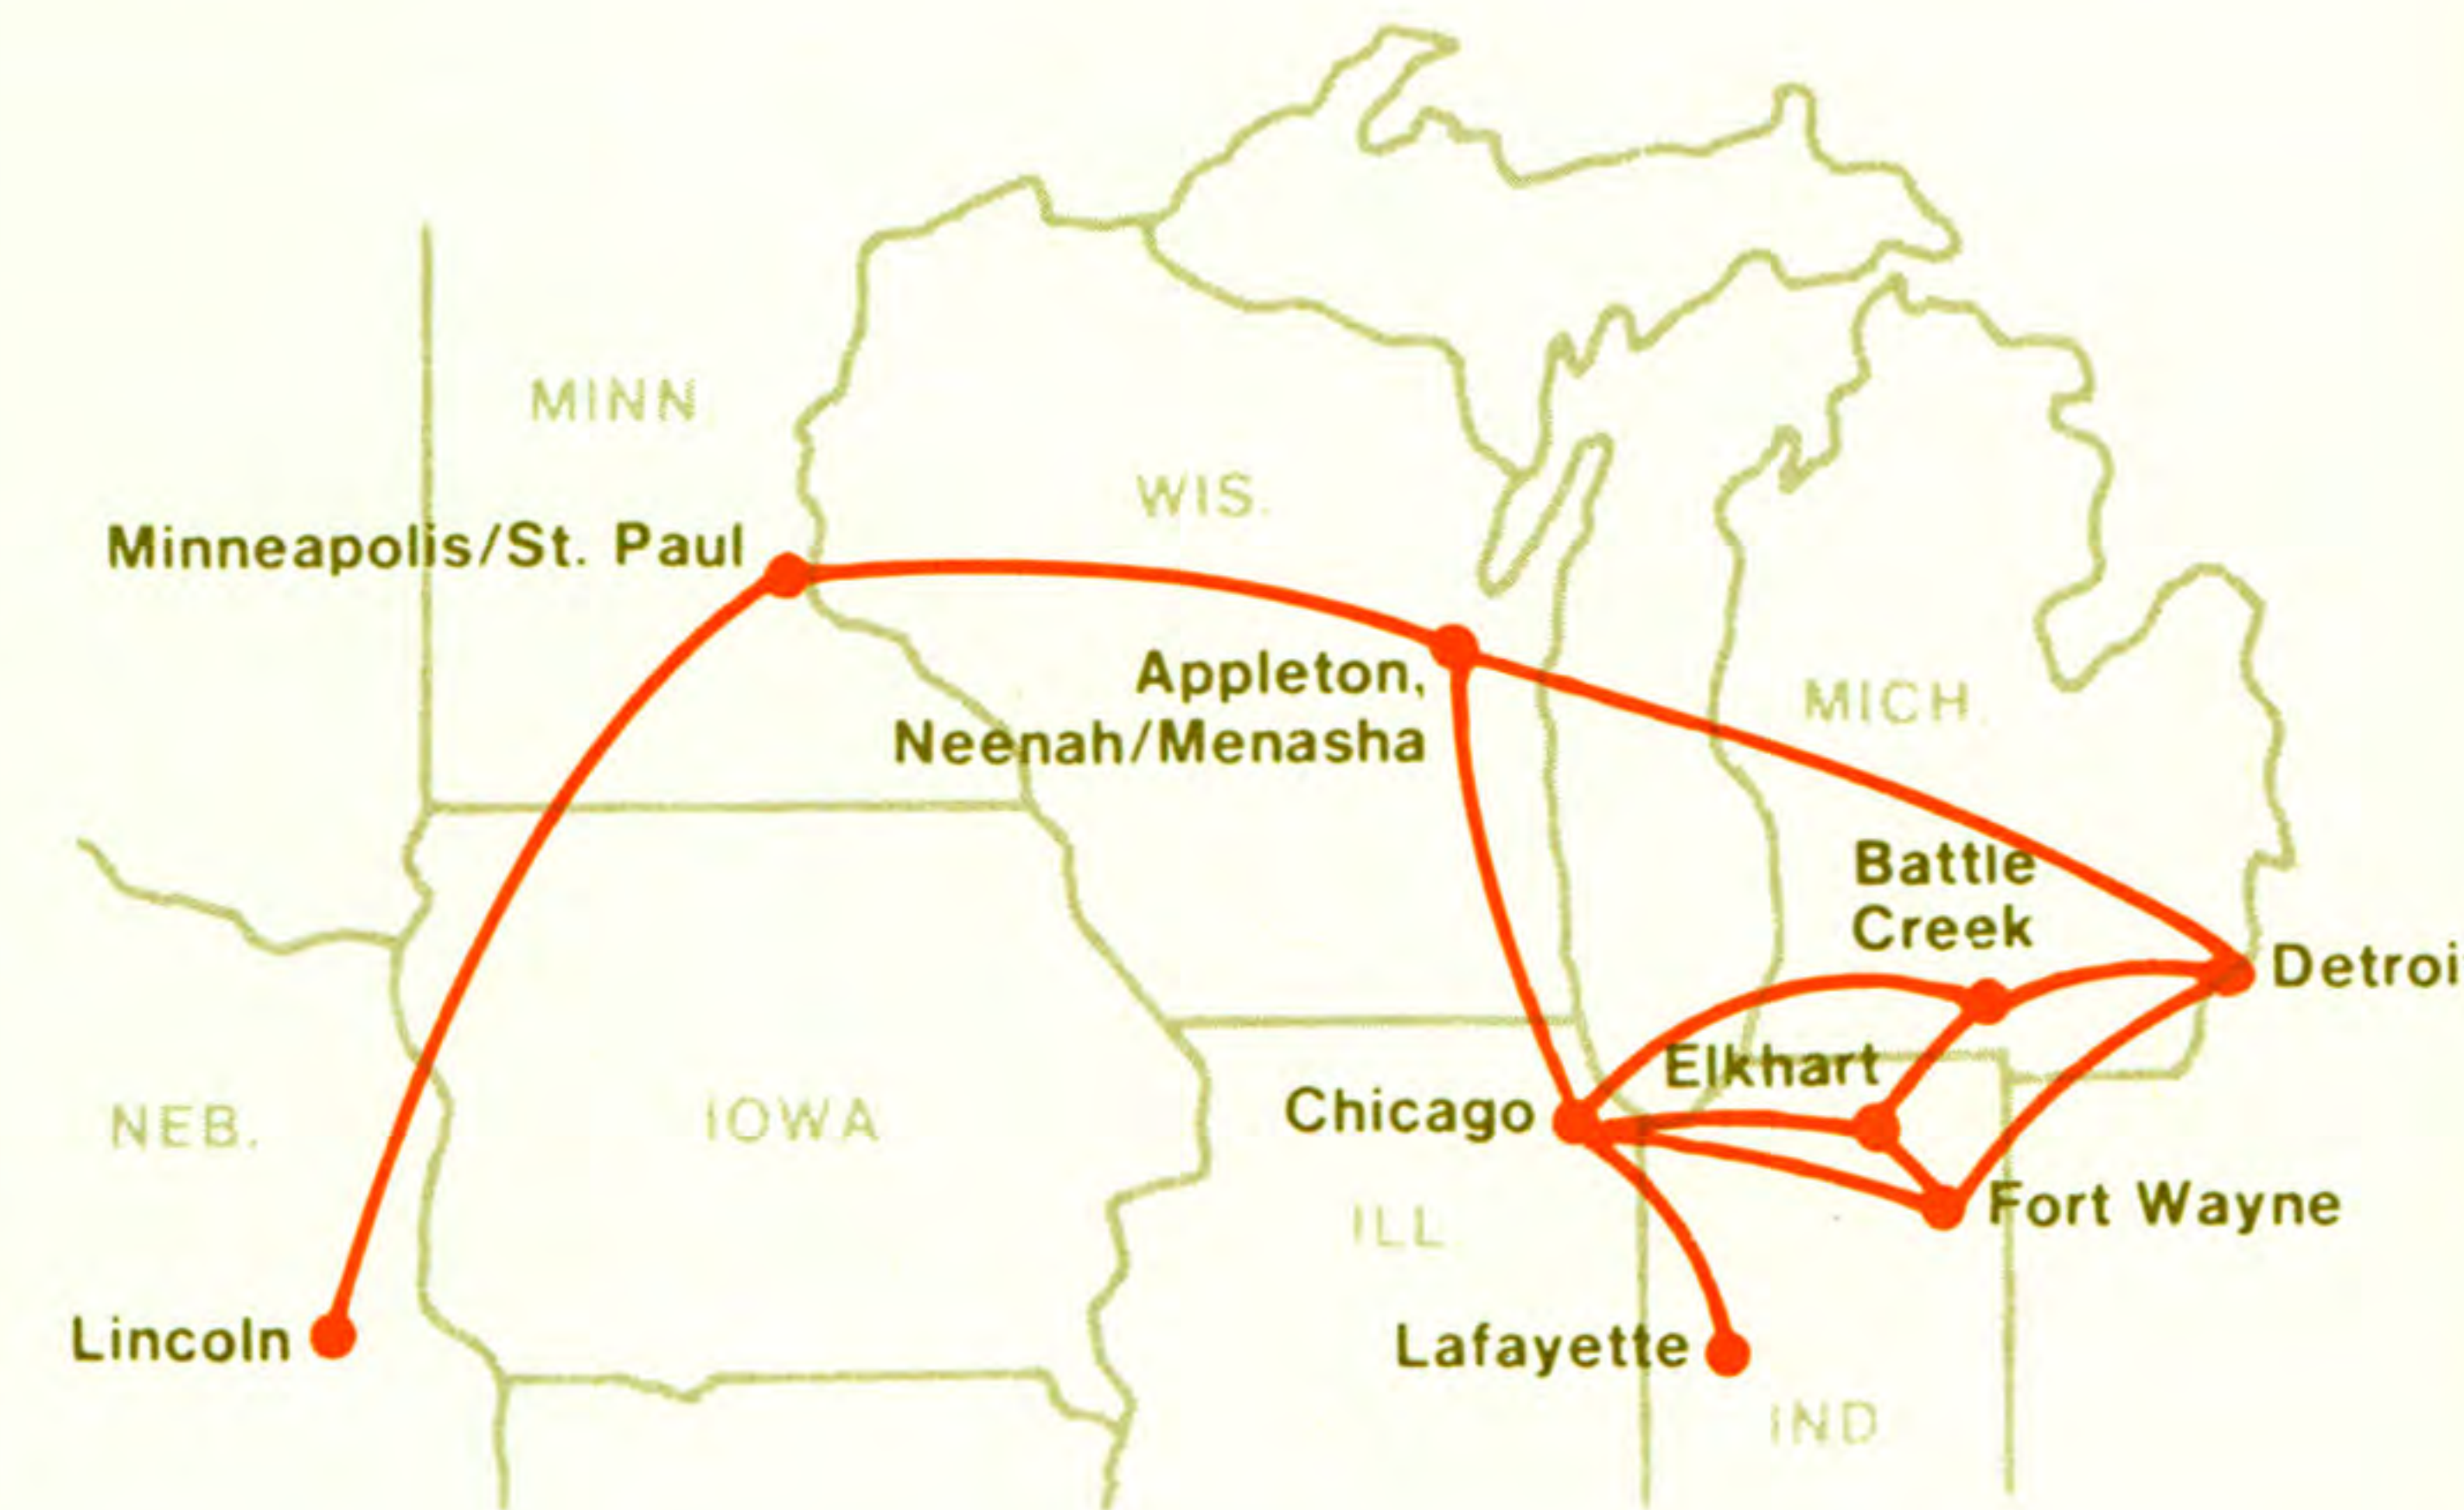 MINN
WIS.
Minneapolis/St. Paul
Appleton,
Neenah/Menasha
MICH.
Battle
Creek
Detroi
Elkhart
Chicago
NEB.
IOWA
Fort Wayne
ILL
Lincoln
Lafayette
IND